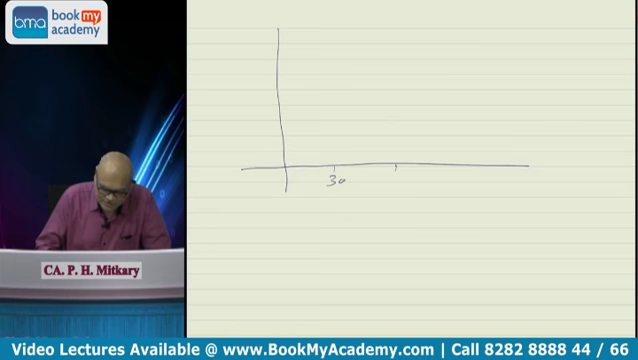 bma
book my
academy
30
CA. P. H. Mitkary
Video Lectures Available @ www.BookMyAcademy.com | Call 8282 8888 44 / 66